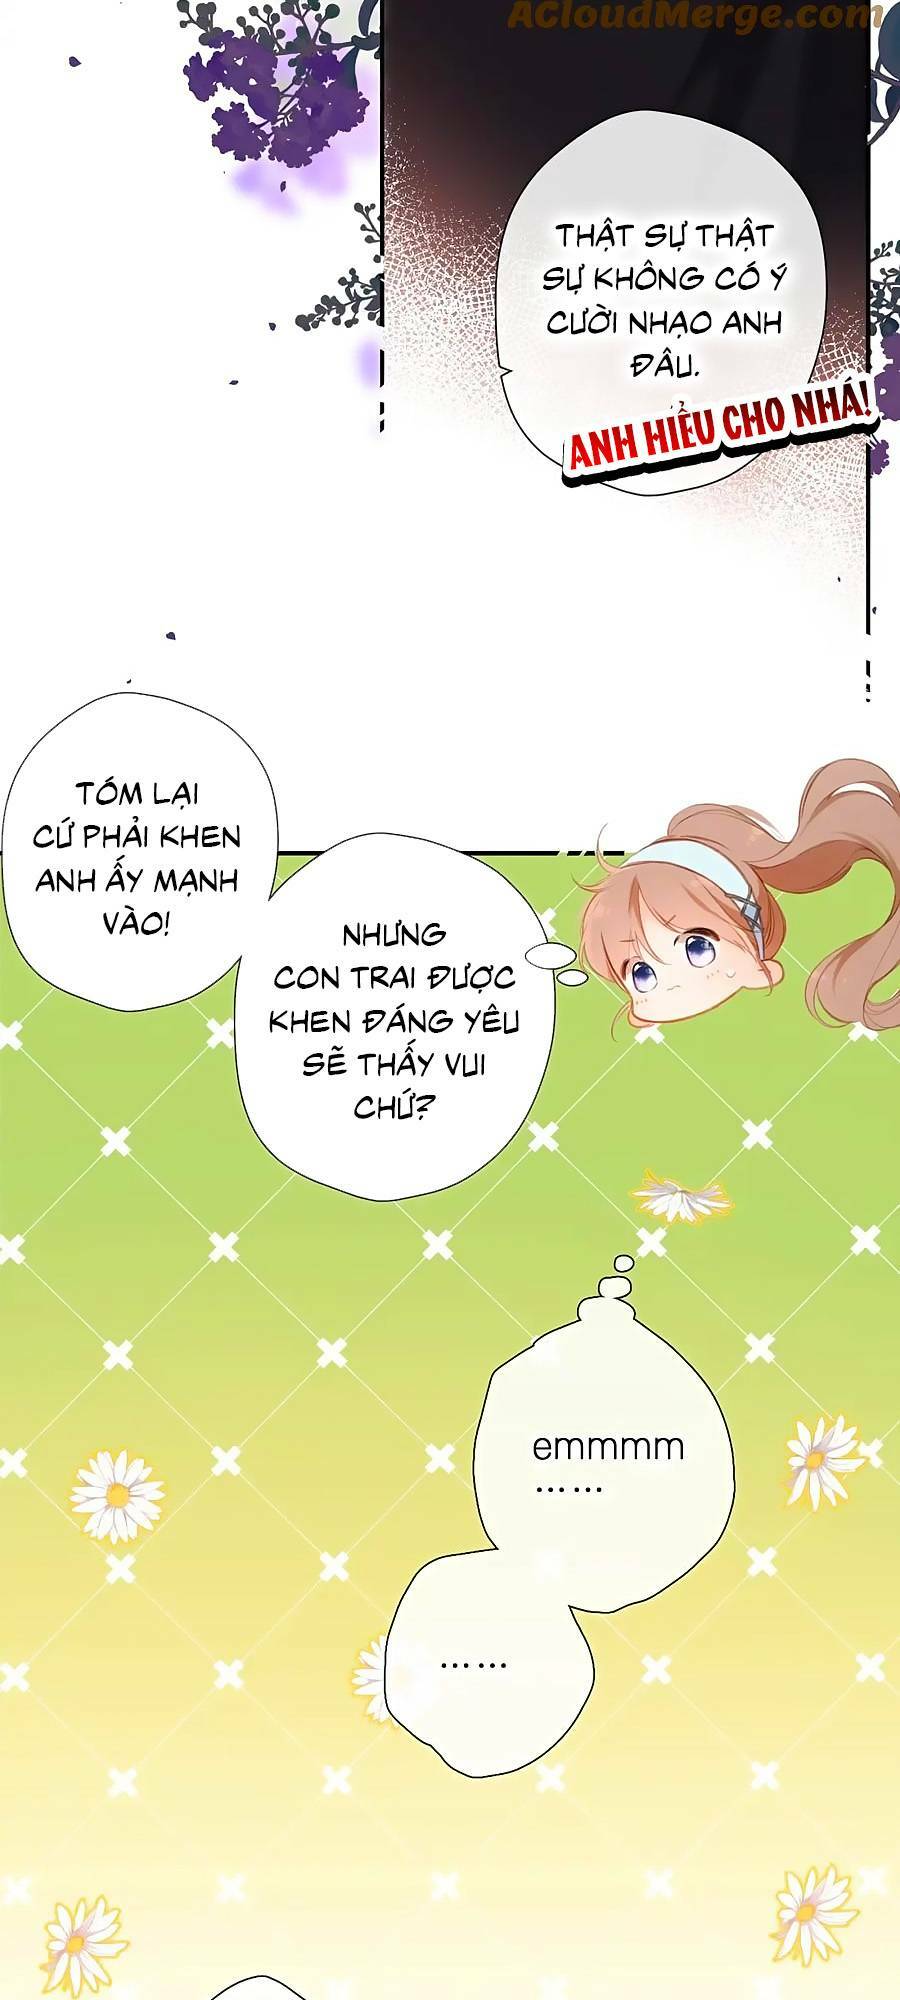 ACloudMerge.com
THẬT SỰ THẬT
SỰ KHÔNG CÓ Ý
CƯỜI NHẠO ANH
ĐÂU.
ANH HIỂU CHO NHÁ!
TÓM LẠI
CỨ PHẢI KHEN
ANH ẤY MẠNH
VÀO!
NHƯNG
CON TRAI ĐƯỢC
KHEN ĐÁNG YÊU
SẼ THẤY VUI
CHỨ?
emmmm
......
......